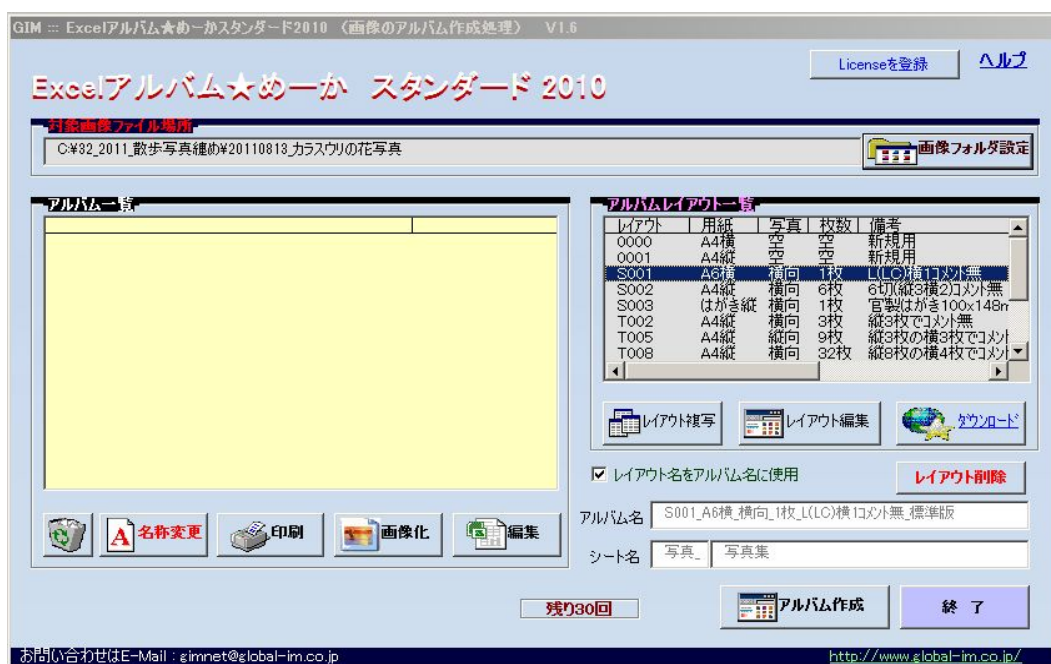 GIM ::: Excelアルバム★めーかスタンダード2010 (画像のアルバム作成処理) V1.6
Licenseを登録 ヘルプ
Excelアルバム★めーか スタンダード 2010
対象画像ファイル場所
C:¥32_2011_散歩写真纏め¥20110813_カラスウリの花写真
画像フォルダ設定
アルバム一覧
アルバムレイアウト一覧
レイアウト 用紙 写真 枚数 備考
0000 A4横 空 空 新規用
0001 A4縦 空 空 新規用
S001 A6横 横向 1枚 L(LC)横1コメント無
S002 A4縦 横向 6枚 6切(縦3横2)コメント無
S003 はがき縦 横向 1枚 官製はがき100x148m
T002 A4縦 横向 3枚 縦3枚でコメント無
T005 A4縦 縦向 9枚 縦3枚の横3枚でコメント
T008 A4縦 横向 32枚 縦8枚の横4枚でコメント
レイアウト複写 レイアウト編集 ダウンロード
レイアウト名をアルバム名に使用 レイアウト削除
アルバム名 S001_A6横_横向_1枚_L(LC)横1コメント無_標準版
シート名 写真_ 写真集
名称変更 印刷 画像化 編集
残り30回 アルバム作成 終 了
お問い合わせはE-Mail : gimnet@global-im.co.jp
http://www.global-im.co.jp/